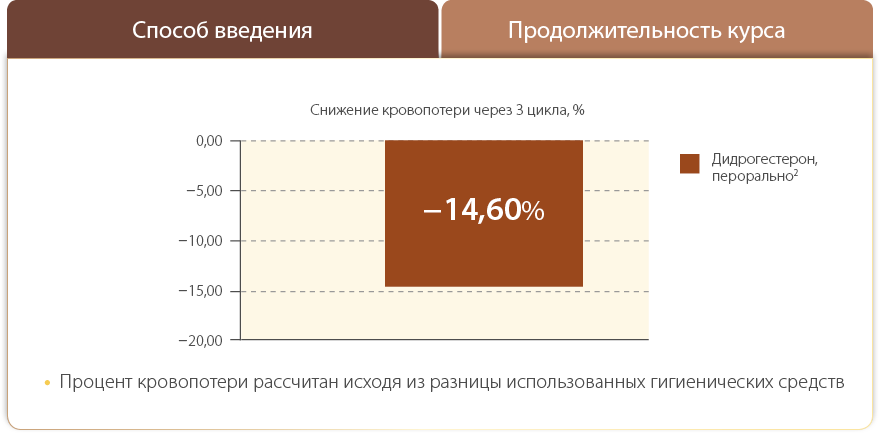 Способ введения
Продолжительность курса
Снижение кровопотери через 3 цикла, %
0,00
−5,00
−10,00
−15,00
−20,00
−14,60%
Дидрогестерон,
перорально²
• Процент кровопотери рассчитан исходя из разницы использованных гигиенических средств